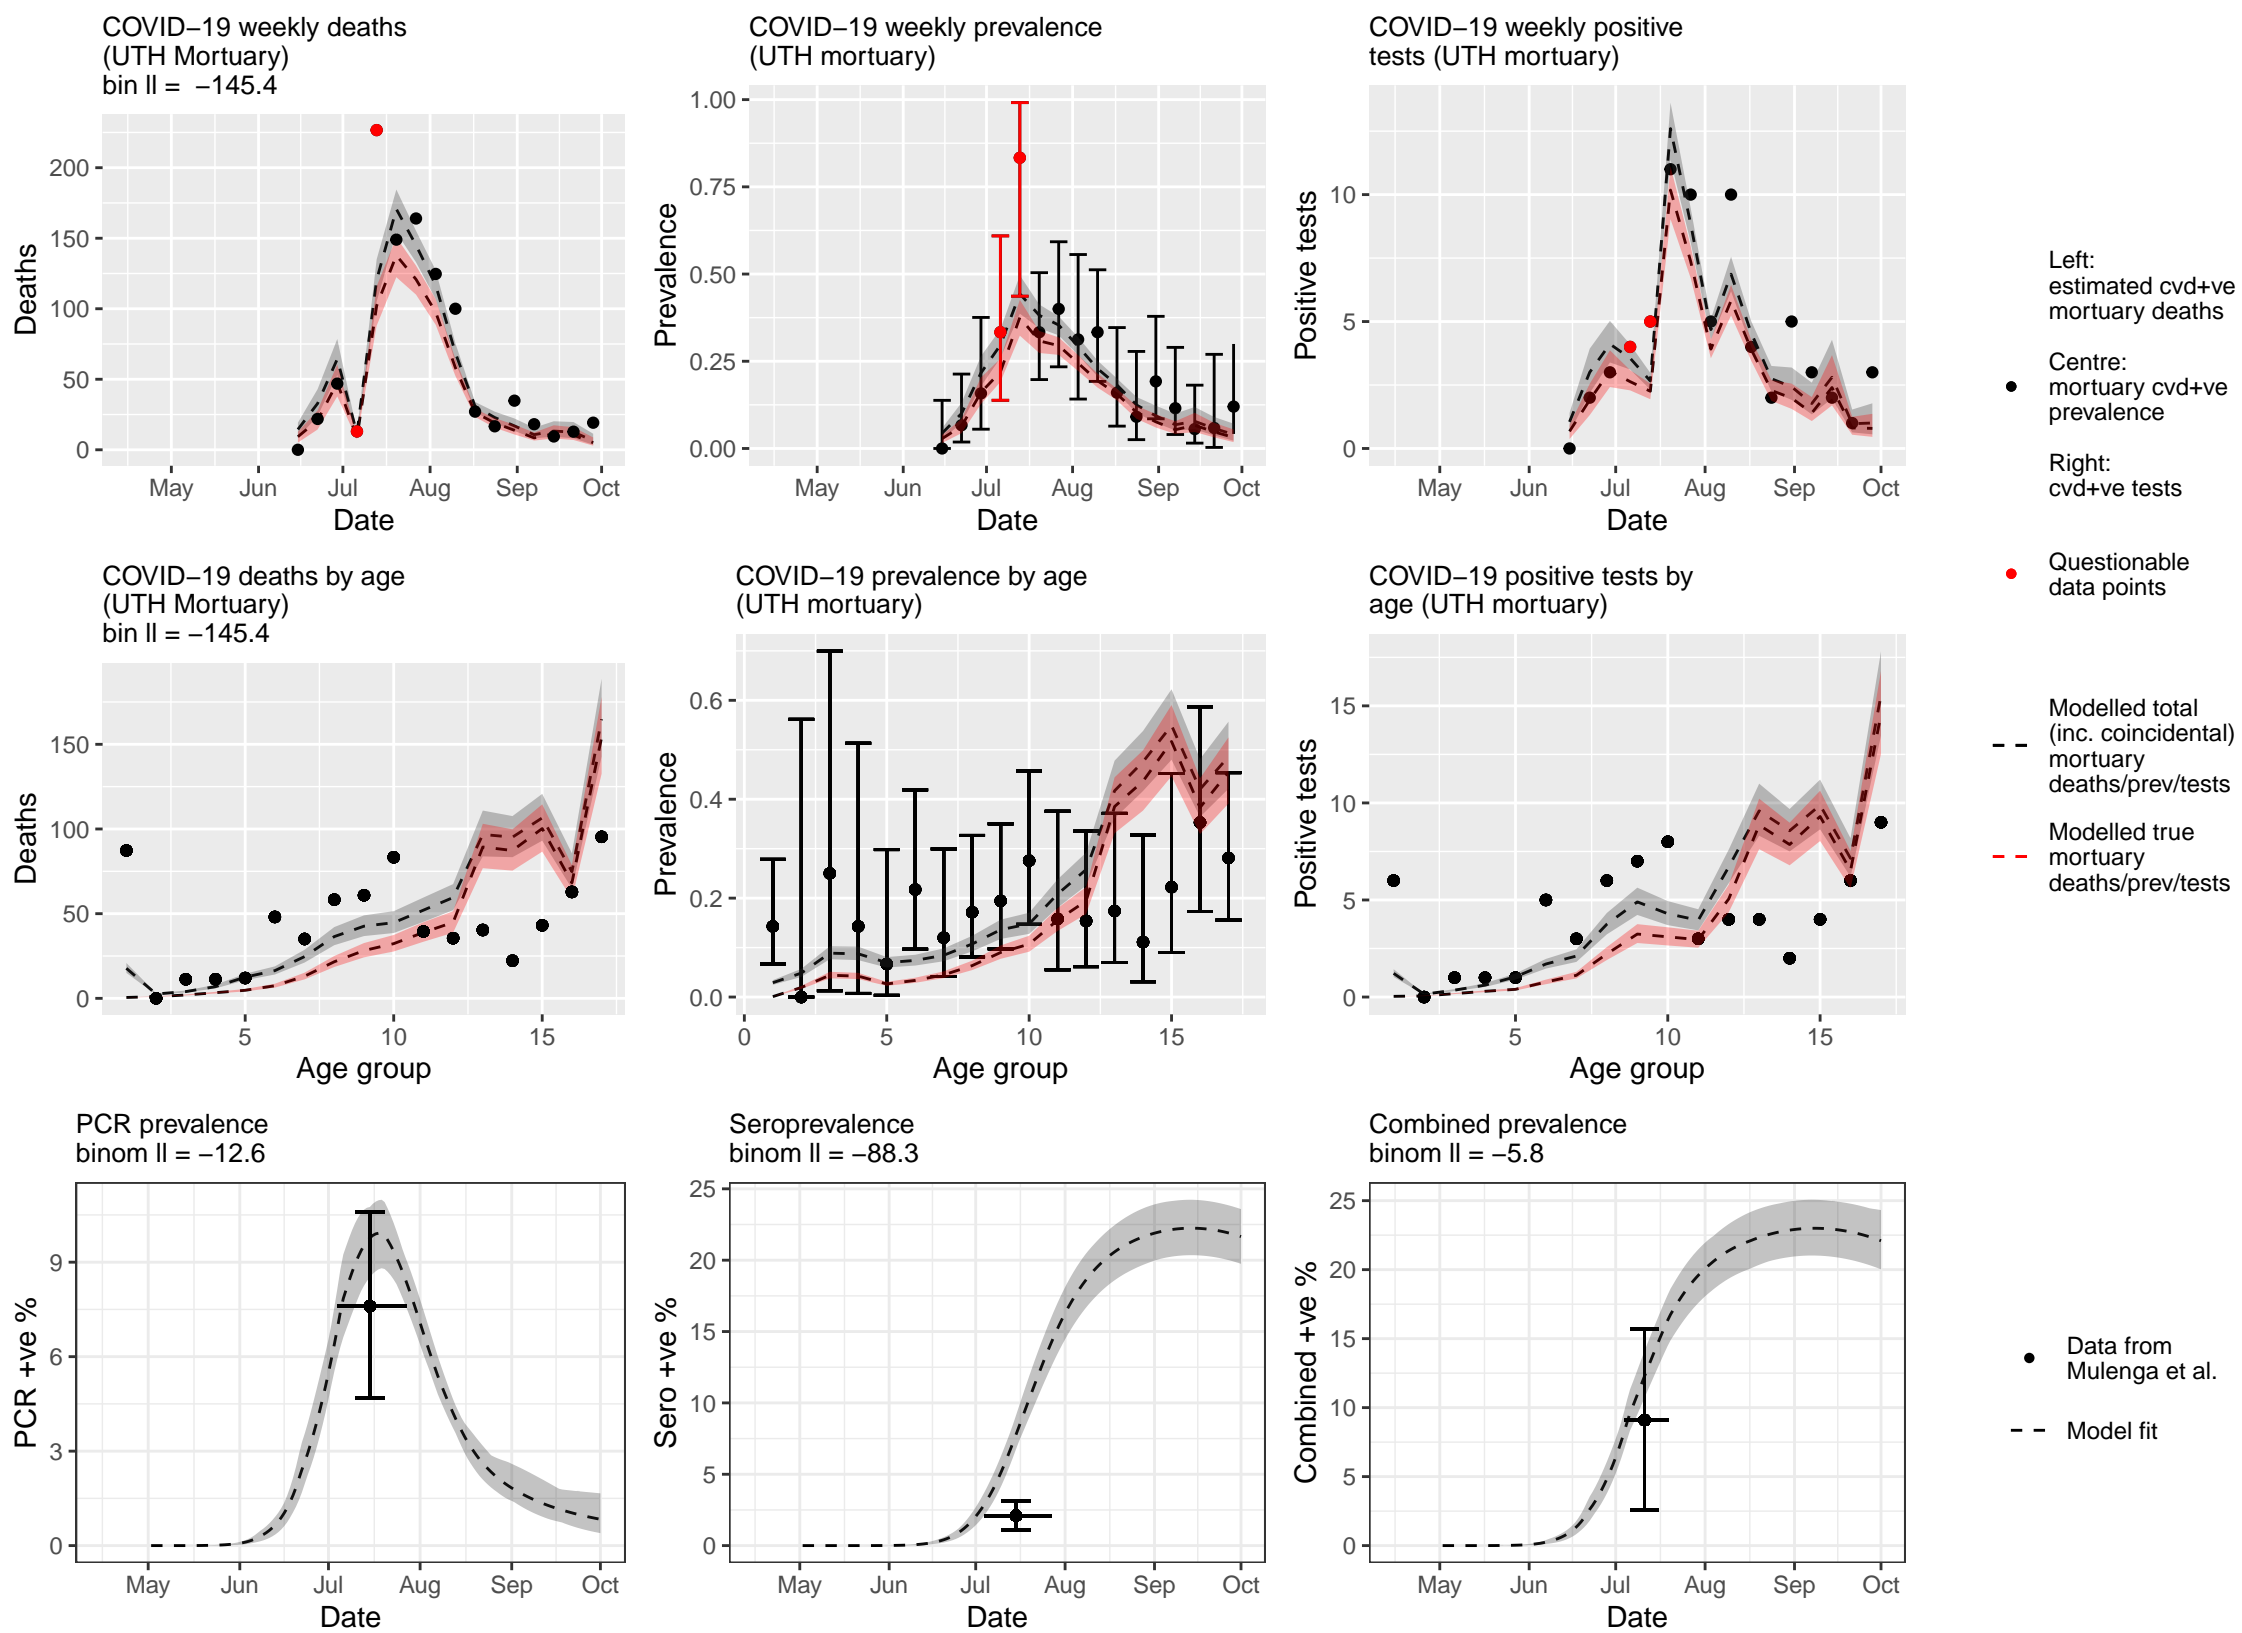 COVID−19 weekly deaths
(UTH Mortuary)
bin ll =  −145.4
200
150
100
50
0
Deaths
May
Jun
Jul
Aug
Sep
Oct
Date
COVID−19 weekly prevalence
(UTH mortuary)
1.00
0.75
0.50
0.25
0.00
Prevalence
May
Jun
Jul
Aug
Sep
Oct
Date
COVID−19 weekly positive
tests (UTH mortuary)
10
5
0
Positive tests
May
Jun
Jul
Aug
Sep
Oct
Date
Left:
estimated cvd+ve
mortuary deaths
Centre:
mortuary cvd+ve
prevalence
Right:
cvd+ve tests
Questionable
data points
Modelled total
(inc. coincidental)
mortuary
deaths/prev/tests
Modelled true
mortuary
deaths/prev/tests
COVID−19 deaths by age
(UTH Mortuary)
bin ll = −145.4
150
100
50
0
Deaths
5
10
15
Age group
COVID−19 prevalence by age
(UTH mortuary)
0.6
0.4
0.2
0.0
Prevalence
0
5
10
15
Age group
COVID−19 positive tests by
age (UTH mortuary)
15
10
5
0
Positive tests
5
10
15
Age group
PCR prevalence
binom ll = −12.6
9
6
3
0
PCR +ve %
May
Jun
Jul
Aug
Sep
Oct
Date
Seroprevalence
binom ll = −88.3
25
20
15
10
5
0
Sero +ve %
May
Jun
Jul
Aug
Sep
Oct
Date
Combined prevalence
binom ll = −5.8
25
20
15
10
5
0
Combined +ve %
May
Jun
Jul
Aug
Sep
Oct
Date
Data from
Mulenga et al.
Model fit